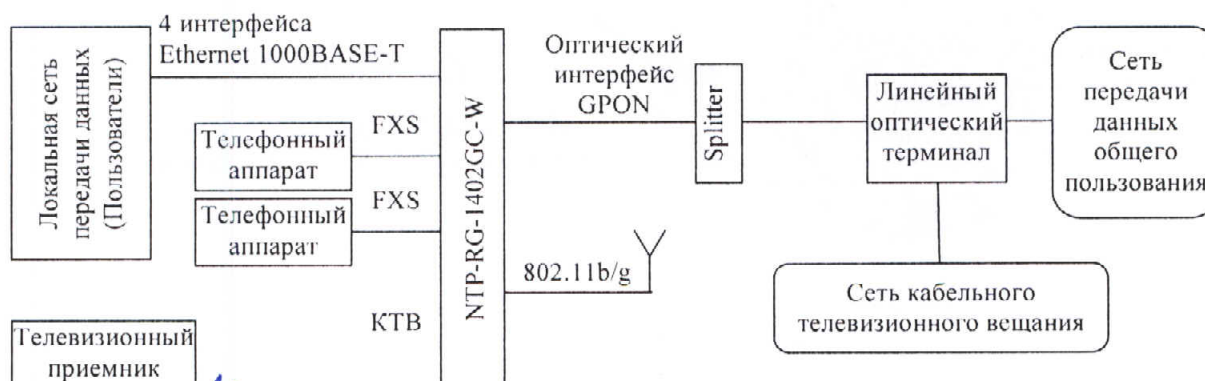 4 интерфейса
Ethernet 1000BASE-T
Локальная сеть
передачи данных
(Пользователи)
FXS
Телефонный
аппарат
FXS
Телефонный
аппарат
КТВ
Телевизионный
приемник
NTP-RG-1402GC-W
Оптический
интерфейс
GPON
Splitter
802.11b/g
Линейный
оптический
терминал
Сеть
передачи
данных
общего
пользования
Сеть кабельного
телевизионного вещания